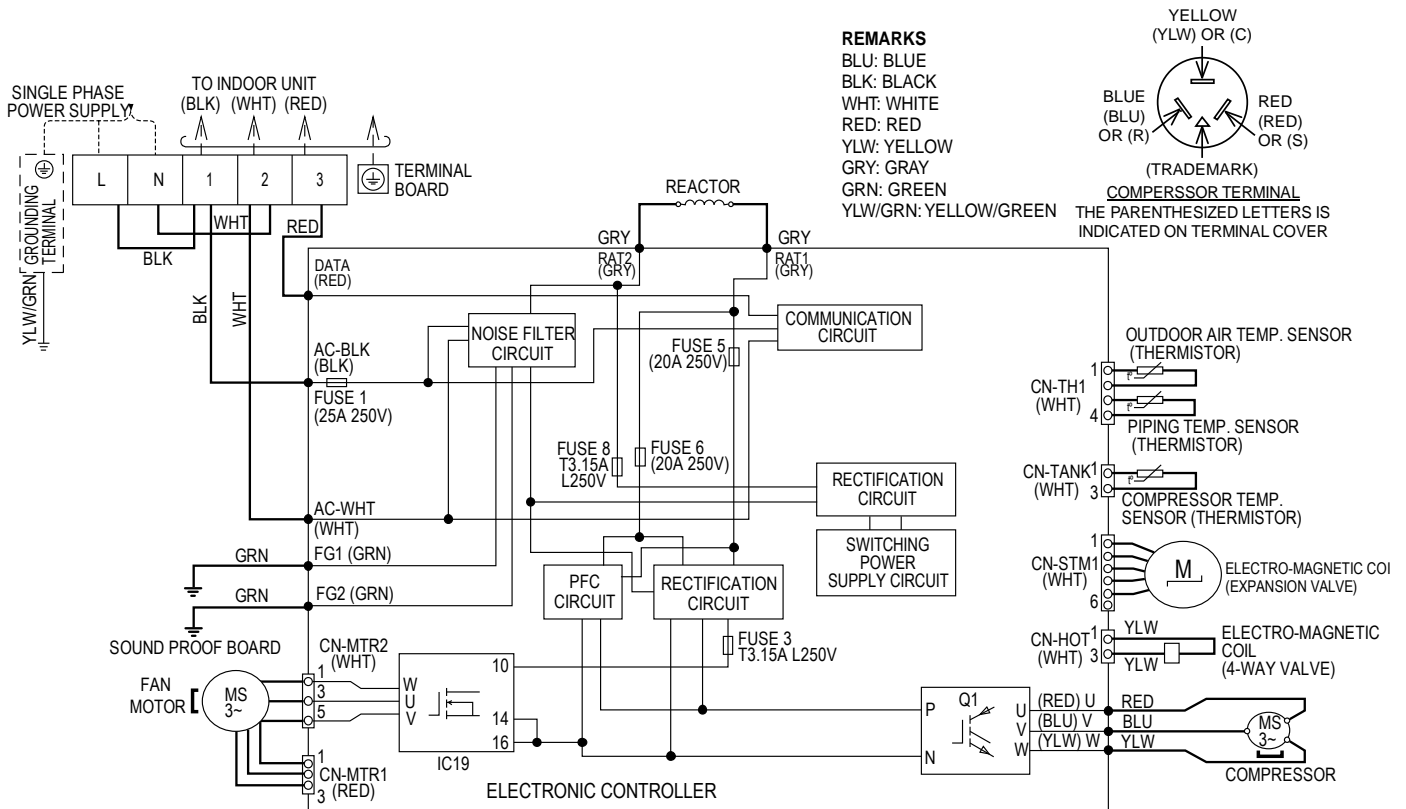 SINGLE PHASE
POWER SUPPLY
TO INDOOR UNIT
(BLK) (WHT) (RED)
GROUNDING
TERMINAL
L N 1 2 3
TERMINAL
BOARD
WHT
BLK
RED
YLW/GRN
BLK
WHT
REMARKS
BLU: BLUE
BLK: BLACK
WHT: WHITE
RED: RED
YLW: YELLOW
GRY: GRAY
GRN: GREEN
YLW/GRN: YELLOW/GREEN
YELLOW
(YLW) OR (C)
BLUE
(BLU)
OR (R)
RED
(RED)
OR (S)
(TRADEMARK)
COMPERSSOR TERMINAL
THE PARENTHESIZED LETTERS IS
INDICATED ON TERMINAL COVER
REACTOR
GRY
GRY
RAT2
(GRY)
RAT1
(GRY)
DATA
(RED)
NOISE FILTER
CIRCUIT
COMMUNICATION
CIRCUIT
AC-BLK
(BLK)
FUSE 1
(25A 250V)
FUSE 5
(20A 250V)
FUSE 8
T3.15A
L250V
FUSE 6
(20A 250V)
RECTIFICATION
CIRCUIT
SWITCHING
POWER
SUPPLY CIRCUIT
AC-WHT
(WHT)
GRN
FG1 (GRN)
GRN
FG2 (GRN)
PFC
CIRCUIT
RECTIFICATION
CIRCUIT
FUSE 3
T3.15A L250V
SOUND PROOF BOARD
FAN
MOTOR
MS
3~
CN-MTR2
(WHT)
1
3
5
W
U
V
10
14
16
IC19
1
CN-MTR1
(RED)
3
ELECTRONIC CONTROLLER
P
N
Q1
U
V
W
(RED) U
(BLU) V
(YLW) W
RED
BLU
YLW
MS
3~
COMPRESSOR
OUTDOOR AIR TEMP. SENSOR
(THERMISTOR)
1
CN-TH1
(WHT)
4
t°
t°
PIPING TEMP. SENSOR
(THERMISTOR)
CN-TANK
(WHT)
1
3
t°
COMPRESSOR TEMP.
SENSOR (THERMISTOR)
1
CN-STM1
(WHT)
6
M
ELECTRO-MAGNETIC COI
(EXPANSION VALVE)
CN-HOT
(WHT)
1
3
YLW
YLW
ELECTRO-MAGNETIC
COIL
(4-WAY VALVE)